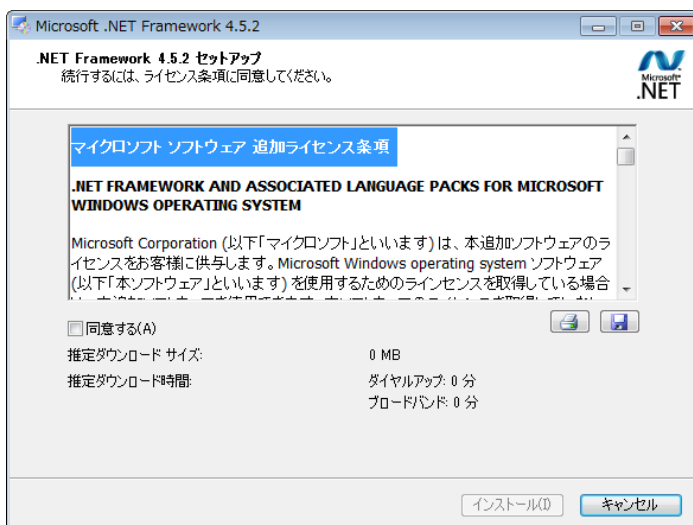 Microsoft .NET Framework 4.5.2
.NET Framework 4.5.2 セットアップ
続行するには、ライセンス条項に同意してください。
Microsoft
.NET
マイクロソフト ソフトウェア 追加ライセンス条項
.NET FRAMEWORK AND ASSOCIATED LANGUAGE PACKS FOR MICROSOFT
WINDOWS OPERATING SYSTEM
Microsoft Corporation (以下「マイクロソフト」といいます) は、本追加ソフトウェアのラ
イセンスをお客様に供与します。Microsoft Windows operating system ソフトウェア
(以下「本ソフトウェア」といいます) を使用するためのラインセンスを取得している場合
同意する(A)
推定ダウンロード サイズ:
0 MB
推定ダウンロード時間:
ダイヤルアップ: 0 分
ブロードバンド: 0 分
インストール(I)
キャンセル